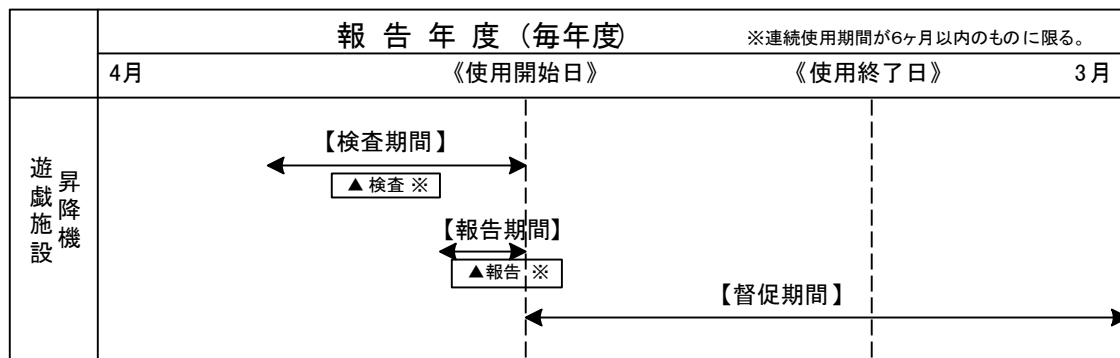 報告年度(毎年度) ※連続使用期間が6ヶ月以内のものに限る。
4月 《使用開始日》 《使用終了日》 3月
昇降機
遊戯施設
【検査期間】
▲検査 ※
【報告期間】
▲報告 ※
【督促期間】